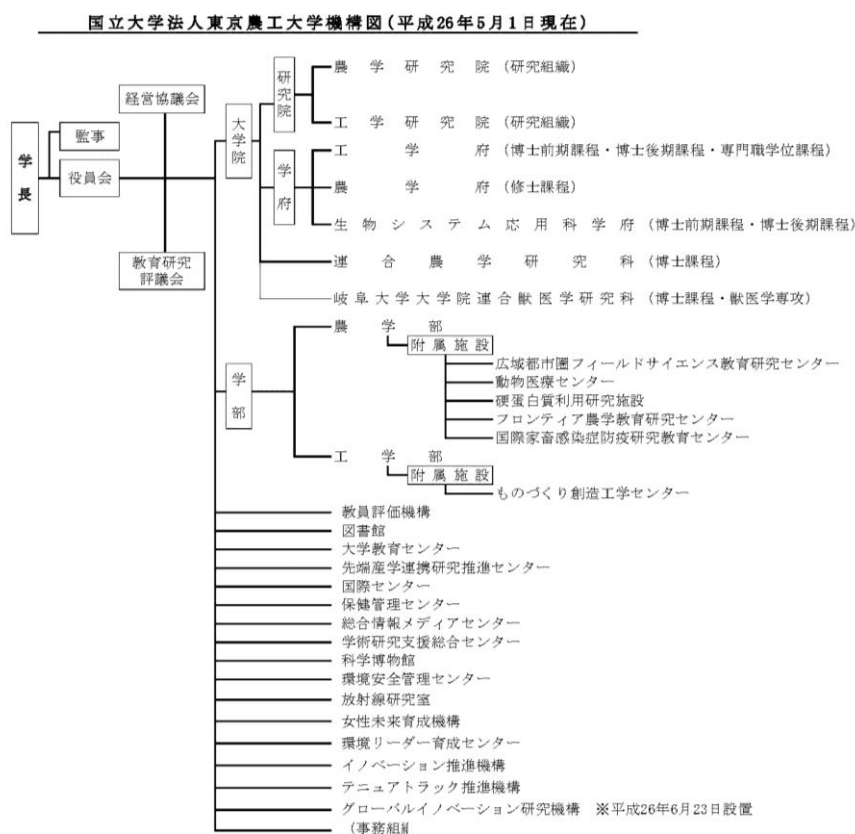 国立大学法人東京農工大学機構図(平成26年5月1日現在)
学長
監事
役員会
経営協議会
教育研究
評議会
大学院
研究院
農学研究院(研究組織)
工学研究院(研究組織)
学府
工学府(博士前期課程・博士後期課程・専門職学位課程)
農学府(修士課程)
生物システム応用科学府(博士前期課程・博士後期課程)
連合農学研究科(博士課程)
岐阜大学大学院連合獣医学研究科(博士課程・獣医学専攻)
学部
農学部
附属施設
広域都市圏フィールドサイエンス教育研究センター
動物医療センター
硬蛋白質利用研究施設
フロンティア農学教育研究センター
国際家畜感染症防疫研究教育センター
工学部
附属施設
ものづくり創造工学センター
教員評価機構
図書館
大学教育センター
先端産学連携研究推進センター
国際センター
保健管理センター
総合情報メディアセンター
学術研究支援総合センター
科学博物館
環境安全管理センター
放射線研究室
女性未来育成機構
環境リーダー育成センター
イノベーション推進機構
テニュアトラック推進機構
グローバルイノベーション研究機構 ※平成26年6月23日設置
(事務組